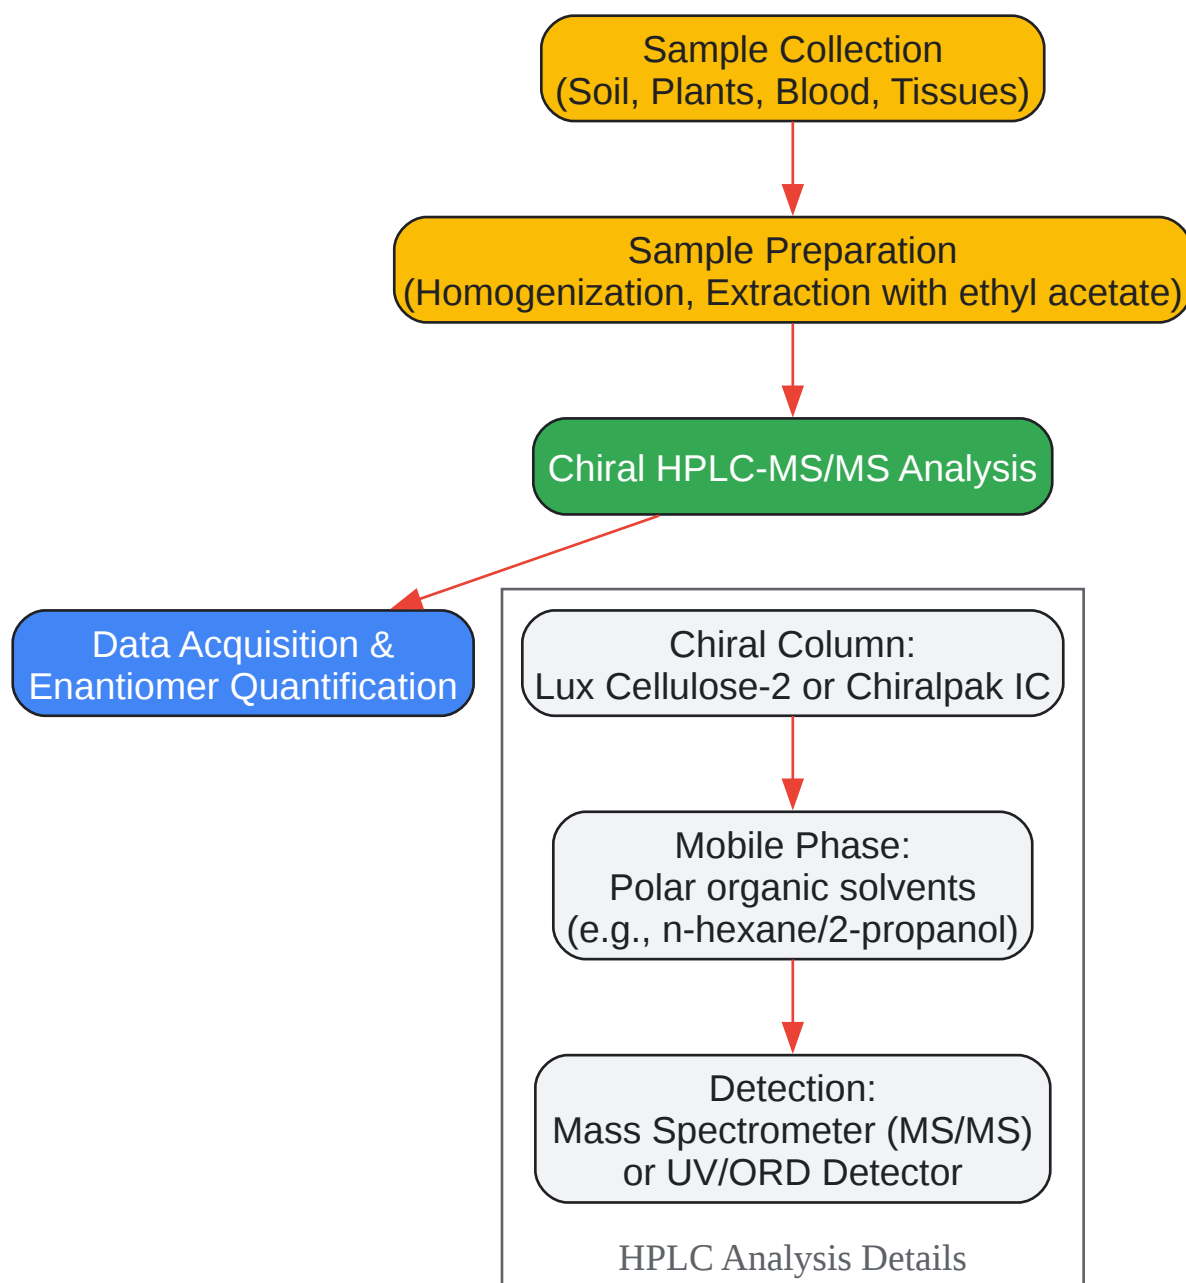 Sample Collection
(Soil, Plants, Blood, Tissues)
Sample Preparation
(Homogenization, Extraction with ethyl acetate)
Chiral HPLC-MS/MS Analysis
Data Acquisition &
Enantiomer Quantification
Chiral Column:
Lux Cellulose-2 or Chiralpak IC
Mobile Phase:
Polar organic solvents
(e.g., n-hexane/2-propanol)
Detection:
Mass Spectrometer (MS/MS)
or UV/ORD Detector
HPLC Analysis Details